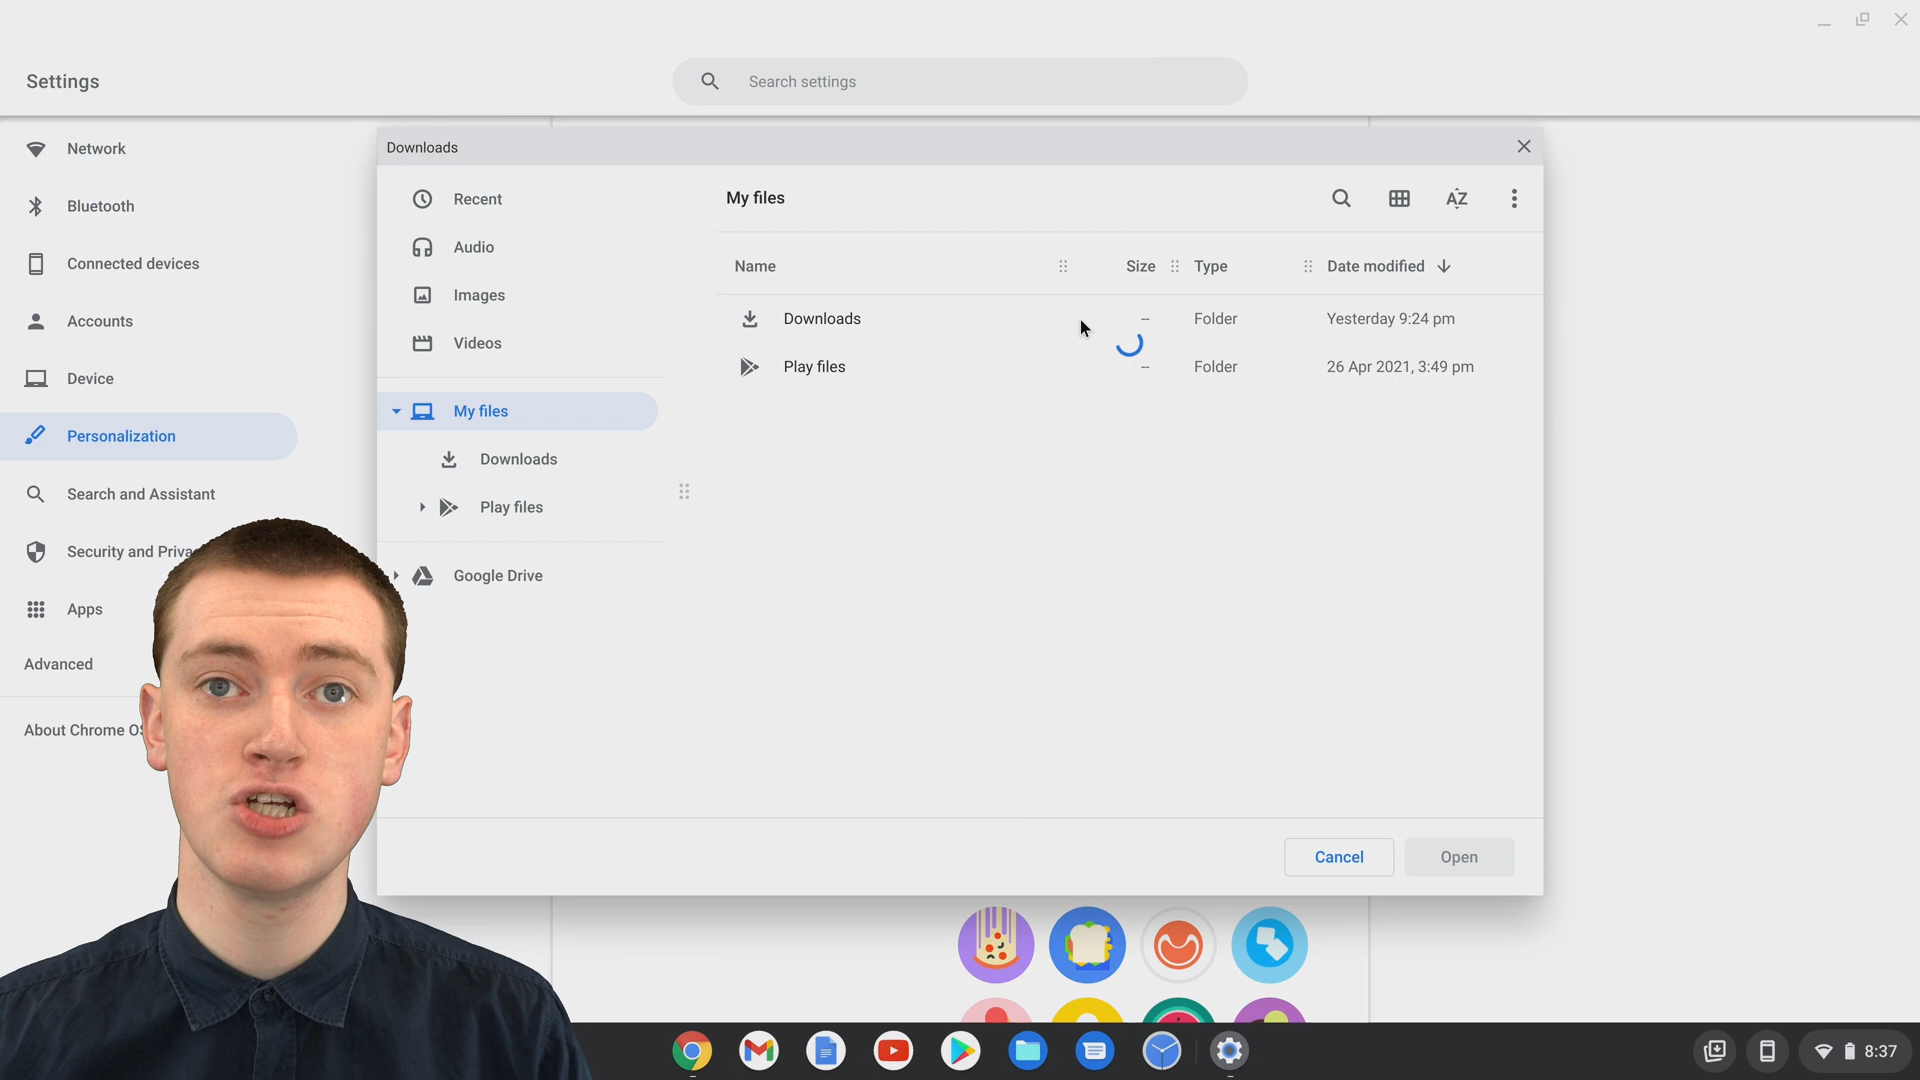 Settings
Search settings
Network
Bluetooth
Connected devices
Accounts
Device
Personalization
Search and Assistant
Security and Priva
Apps
Advanced
About Chrome OS
Downloads
Recent
Audio
Images
Videos
My files
Downloads
Play files
Google Drive
My files
AZ
Name Size Type Date modified
Downloads -- Folder Yesterday 9:24 pm
Play files -- Folder 26 Apr 2021, 3:49 pm
Cancel Open
8:37